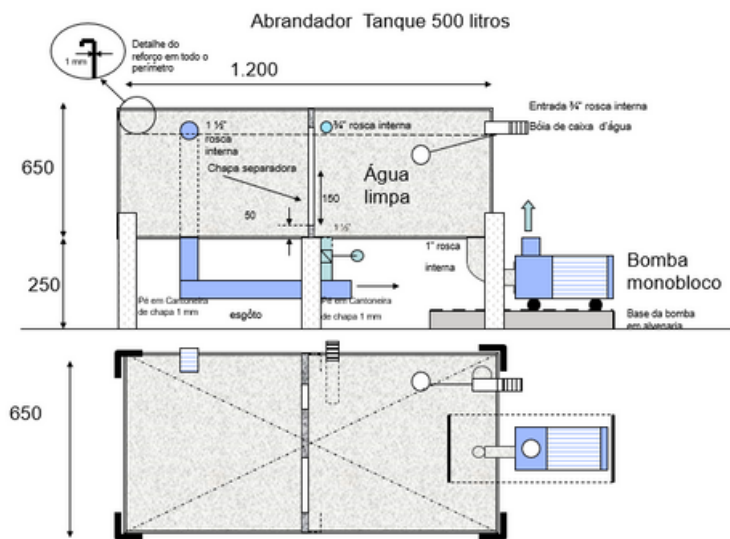 Abrandador Tanque 500 litros
Detalhe do
reforço em todo o
perímetro
1 mm
1.200
Entrada ¾" rosca interna
Bóia de caixa d'água
1 ½"
rosca
interna
¾" rosca interna
Chapa separadora
Água
limpa
650
150
50
1 ½"
1" rosca
interna
Bomba
monobloco
250
Pé em Cantoneira
de chapa 1 mm
esgôto
Pé em Cantoneira
de chapa 1 mm
Base da bomba
em alvenaria
650